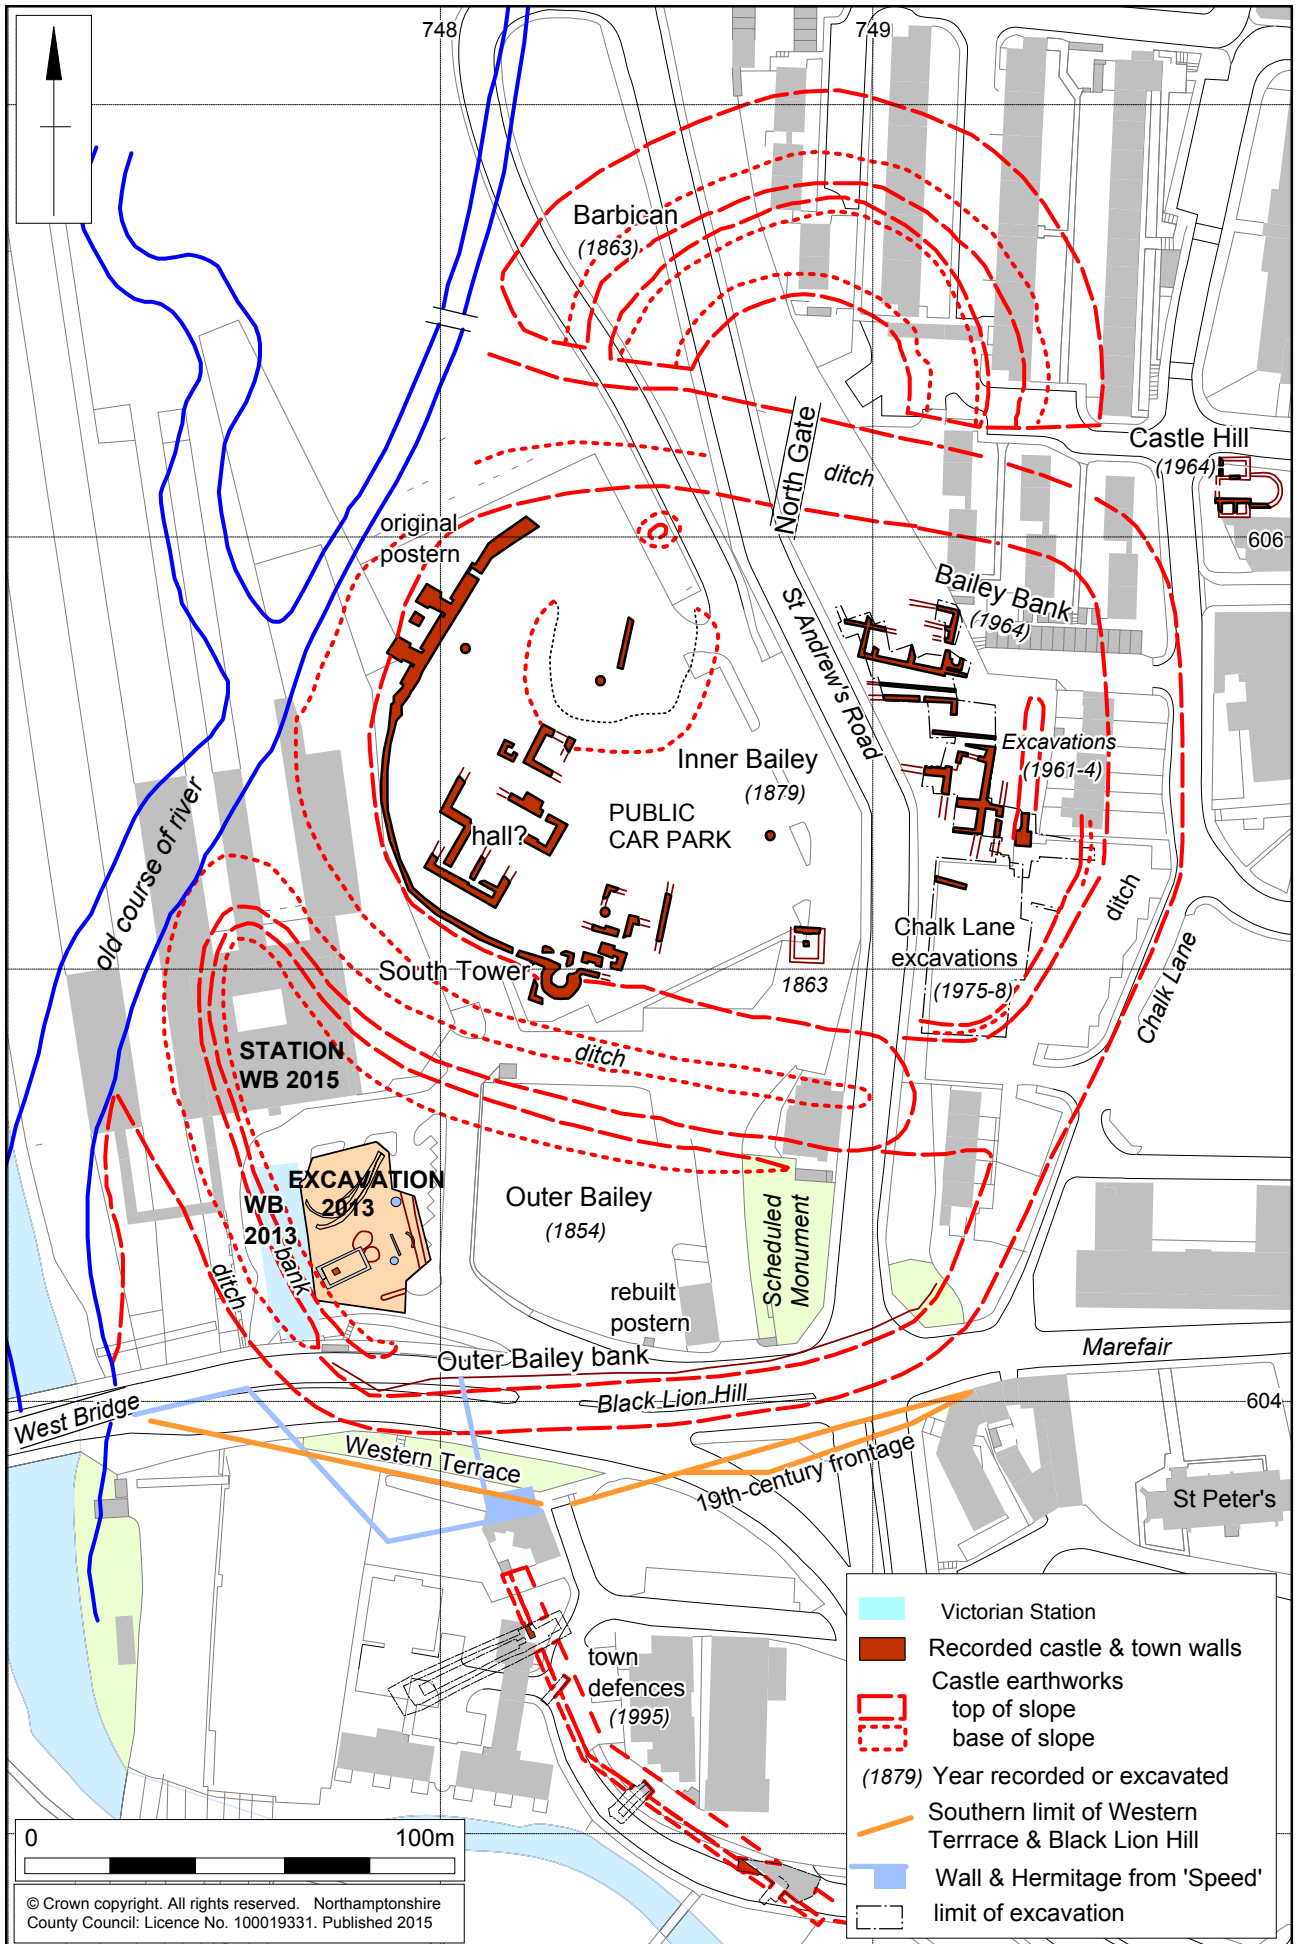 748
749
Barbican
(1863)
North Gate
ditch
Castle Hill
(1964)
606
original
postern
C
Bailey Bank
(1964)
St Andrew's Road
Excavations
(1961-4)
Inner Bailey
(1879)
PUBLIC
CAR PARK
hall?
old course of river
ditch
Chalk Lane
excavations
(1975-8)
Chalk Lane
South Tower
1863
STATION
WB 2015
ditch
EXCAVATION
2013
WB
2013
bank
ditch
Outer Bailey
(1854)
Scheduled
Monument
rebuilt
postern
Outer Bailey bank
Marefair
Black Lion Hill
604
West Bridge
Western Terrace
19th-century frontage
St Peter's
town
defences
(1995)
Victorian Station
Recorded castle & town walls
Castle earthworks
top of slope
base of slope
(1879) Year recorded or excavated
Southern limit of Western
Terrrace & Black Lion Hill
Wall & Hermitage from 'Speed'
limit of excavation
0 100m
© Crown copyright. All rights reserved. Northamptonshire
County Council: Licence No. 100019331. Published 2015